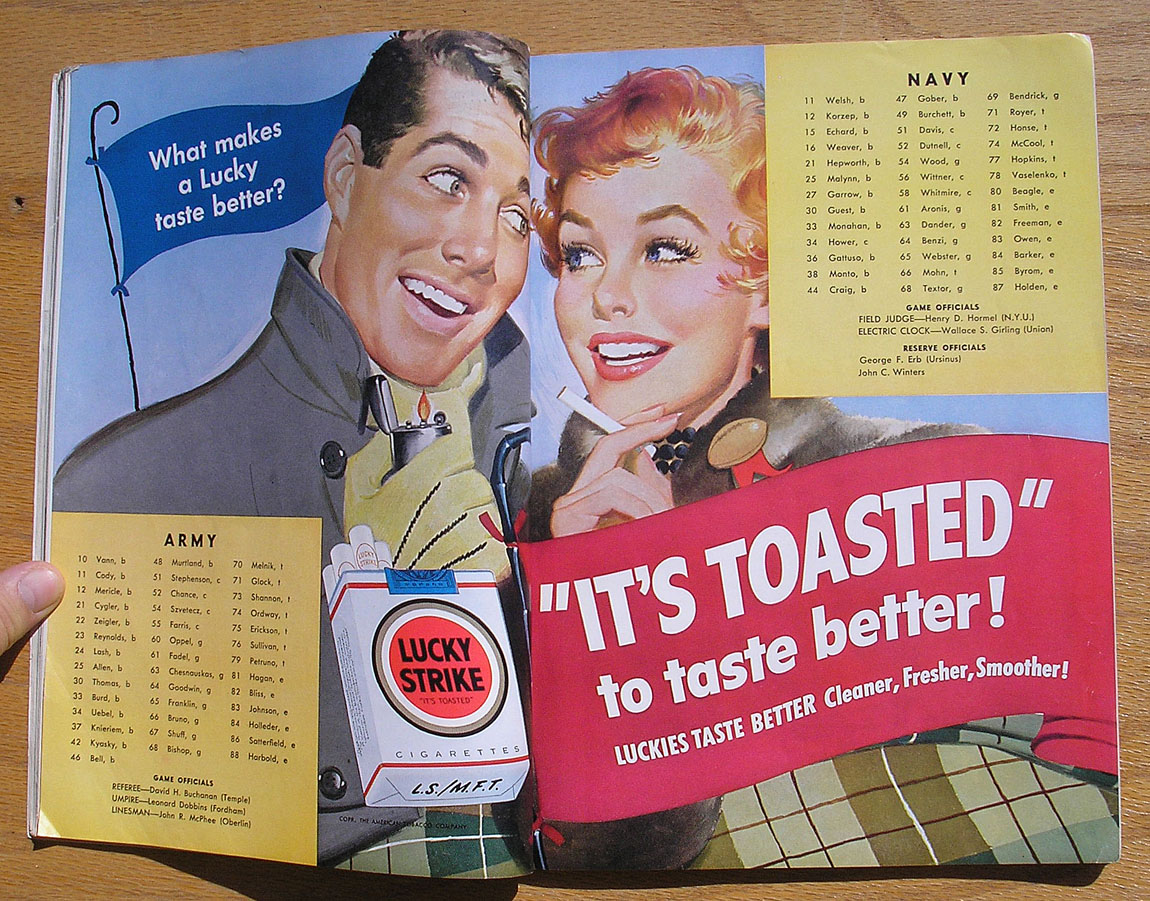 What makes
a Lucky
taste better?
ARMY
10 Vann, b
11 Cody, b
12 Mericle, b
21 Cygler, b
22 Zeigler, b
23 Reynolds, b
24 Lash, b
25 Allen, b
30 Thomas, b
33 Burd, b
34 Uebel, b
37 Knieriem, b
42 Kyasky, b
46 Bell, b
48 Murtland, b
51 Stephenson, c
52 Chance, c
54 Szvetecz, c
55 Farris, c
60 Oppel, g
61 Fadel, g
63 Chesnauskas, g
64 Goodwin, g
65 Franklin, g
66 Bruno, g
67 Shuff, g
68 Bishop, g
70 Melnik, t
71 Glock, t
73 Shannon, t
74 Ordway, t
75 Erickson, t
76 Sullivan, t
79 Petruno, t
81 Hagan, e
82 Bliss, e
83 Johnson, e
84 Holleder, e
86 Satterfield, e
88 Harbold, e
GAME OFFICIALS
REFEREE—David H. Buchanan (Temple)
UMPIRE—Leonard Dobbins (Fordham)
LINESMAN—John R. McPhee (Oberlin)
LUCKY
STRIKE
LUCKY
STRIKE
"IT'S TOASTED"
CIGARETTES
L.S./M.F.T.
COPR. THE AMERICAN TOBACCO COMPANY
NAVY
11 Welsh, b
12 Korzep, b
15 Echard, b
16 Weaver, b
21 Hepworth, b
25 Malynn, b
27 Garrow, b
30 Guest, b
33 Monahan, b
34 Hower, c
36 Gattuso, b
38 Monto, b
44 Craig, b
47 Gober, b
49 Burchett, b
51 Davis, c
52 Dutnell, c
54 Wood, g
56 Wittner, c
58 Whitmire, c
61 Aronis, g
63 Dander, g
64 Benzi, g
65 Webster, g
66 Mohn, t
68 Textor, g
69 Bendrick, g
71 Royer, t
72 Honse, t
74 McCool, t
77 Hopkins, t
78 Vaselenko, t
80 Beagle, e
81 Smith, e
82 Freeman, e
83 Owen, e
84 Barker, e
85 Byrom, e
87 Holden, e
GAME OFFICIALS
FIELD JUDGE—Henry D. Hormel (N.Y.U.)
ELECTRIC CLOCK—Wallace S. Girling (Union)
RESERVE OFFICIALS
George F. Erb (Ursinus)
John C. Winters
"IT'S TOASTED"
to taste better!
LUCKIES TASTE BETTER Cleaner, Fresher, Smoother!